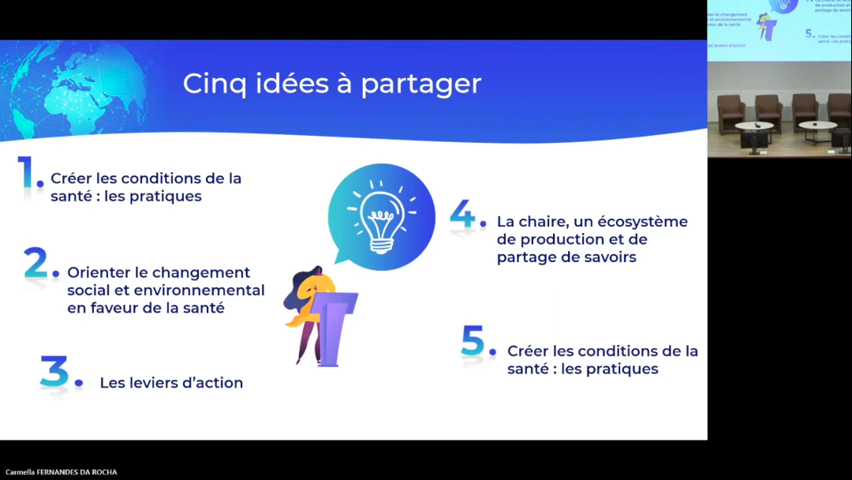 Cinq idées à partager
1.
Créer les conditions de la
santé : les pratiques
2.
Orienter le changement
social et environnemental
en faveur de la santé
3.
Les leviers d'action
4.
La chaire, un écosystème
de production et de
partage de savoirs
5.
Créer les conditions de la
santé : les pratiques
Carmella FERNANDES DA ROCHA